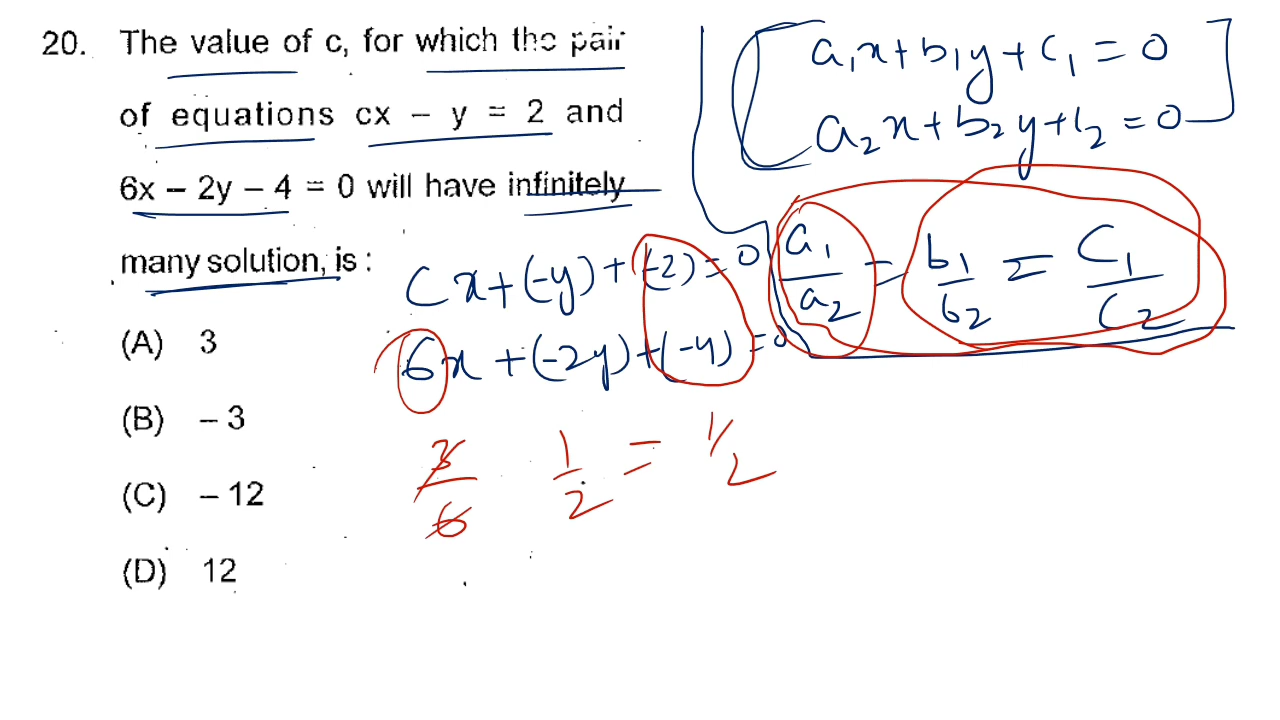 20. The value of c, for which the pair
of equations cx – y = 2 and
6x – 2y – 4 = 0 will have infinitely
many solution, is :
(A) 3
(B) – 3
(C) – 12
(D) 12
a₁x + b₁y + c₁ = 0
a₂x + b₂y + c₂ = 0
a₁/a₂ = b₁/b₂ = c₁/c₂
Cx + (-y) + (-2) = 0
6x + (-2y) + (-4) = 0
3/6 1/2 = 1/2